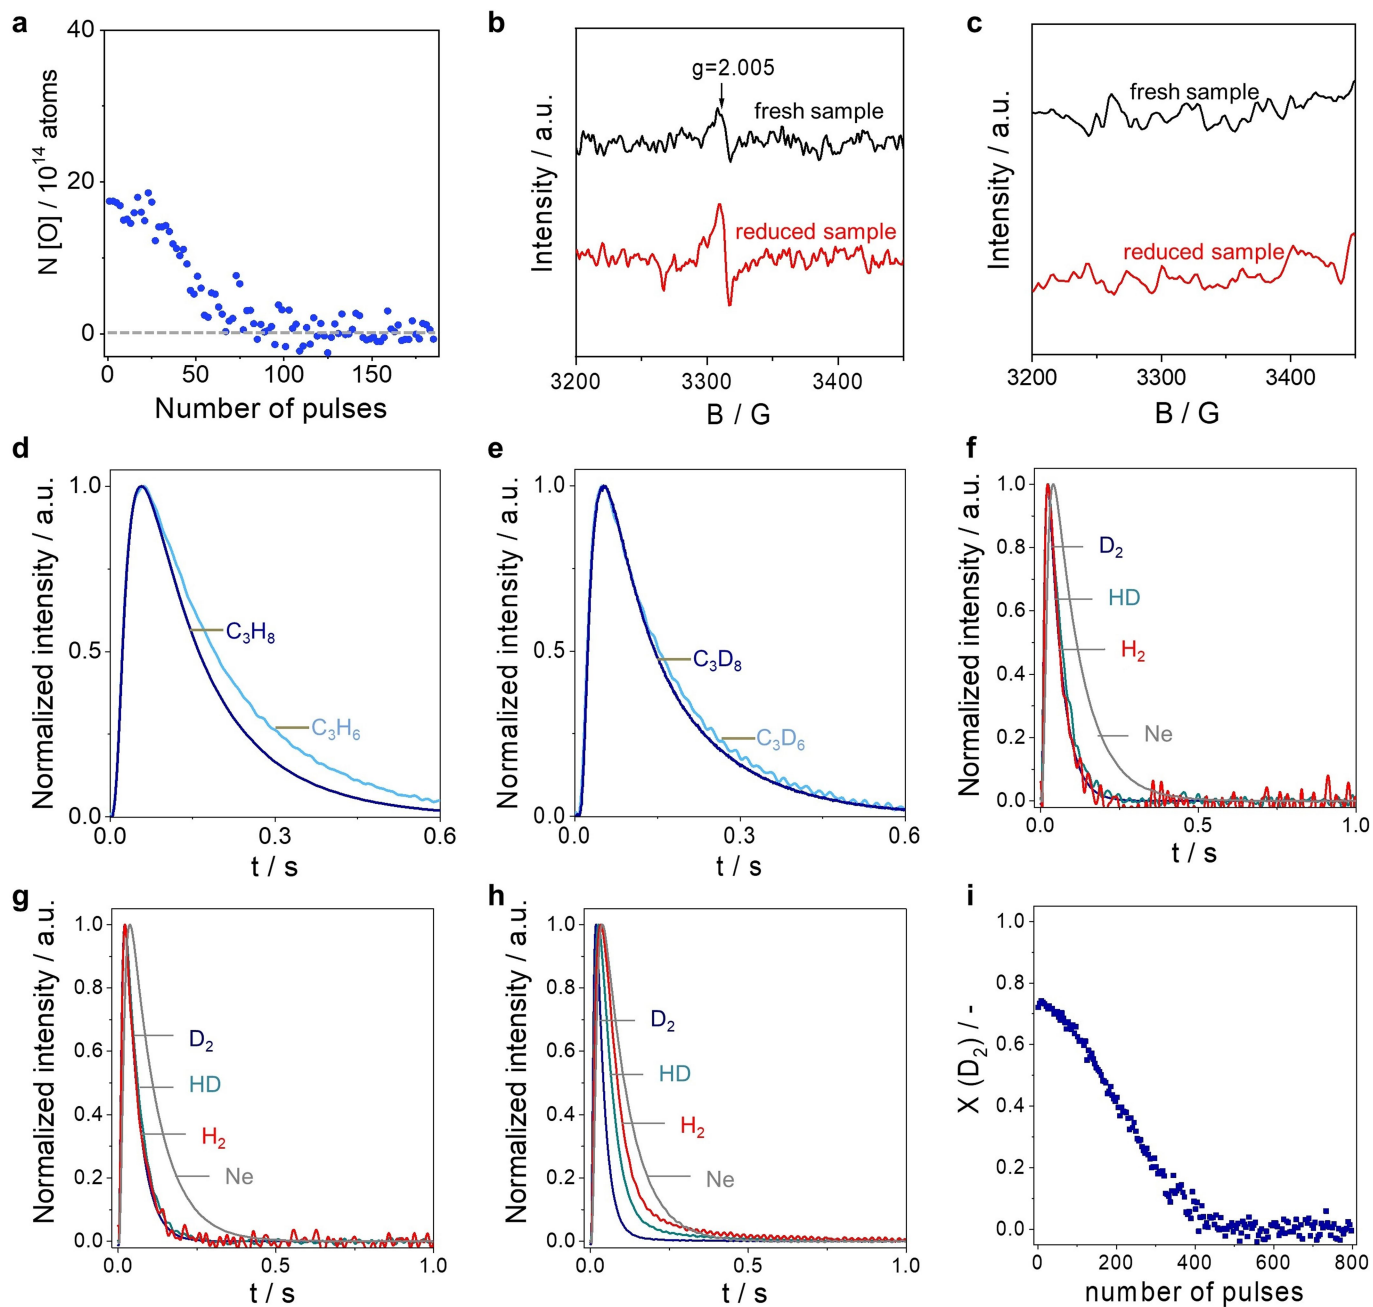 a
40
20
0
N [O] / 10¹⁴ atoms
0 50 100 150
Number of pulses
b
g=2.005
fresh sample
reduced sample
Intensity / a.u.
3200 3300 3400
B / G
c
fresh sample
reduced sample
Intensity / a.u.
3200 3300 3400
B / G
d
1.0
0.5
0.0
Normalized intensity / a.u.
C₃H₈
C₃H₆
0.0 0.3 0.6
t / s
e
1.0
0.5
0.0
Normalized intensity / a.u.
C₃D₈
C₃D₆
0.0 0.3 0.6
t / s
f
1.0
0.8
0.6
0.4
0.2
0.0
Normalized intensity / a.u.
D₂
HD
H₂
Ne
0.0 0.5 1.0
t / s
g
1.0
0.8
0.6
0.4
0.2
0.0
Normalized intensity / a.u.
D₂
HD
H₂
Ne
0.0 0.5 1.0
t / s
h
1.0
0.8
0.6
0.4
0.2
0.0
Normalized intensity / a.u.
D₂
HD
H₂
Ne
0.0 0.5 1.0
t / s
i
1.0
0.8
0.6
0.4
0.2
0.0
X (D₂) / -
0 200 400 600 800
number of pulses